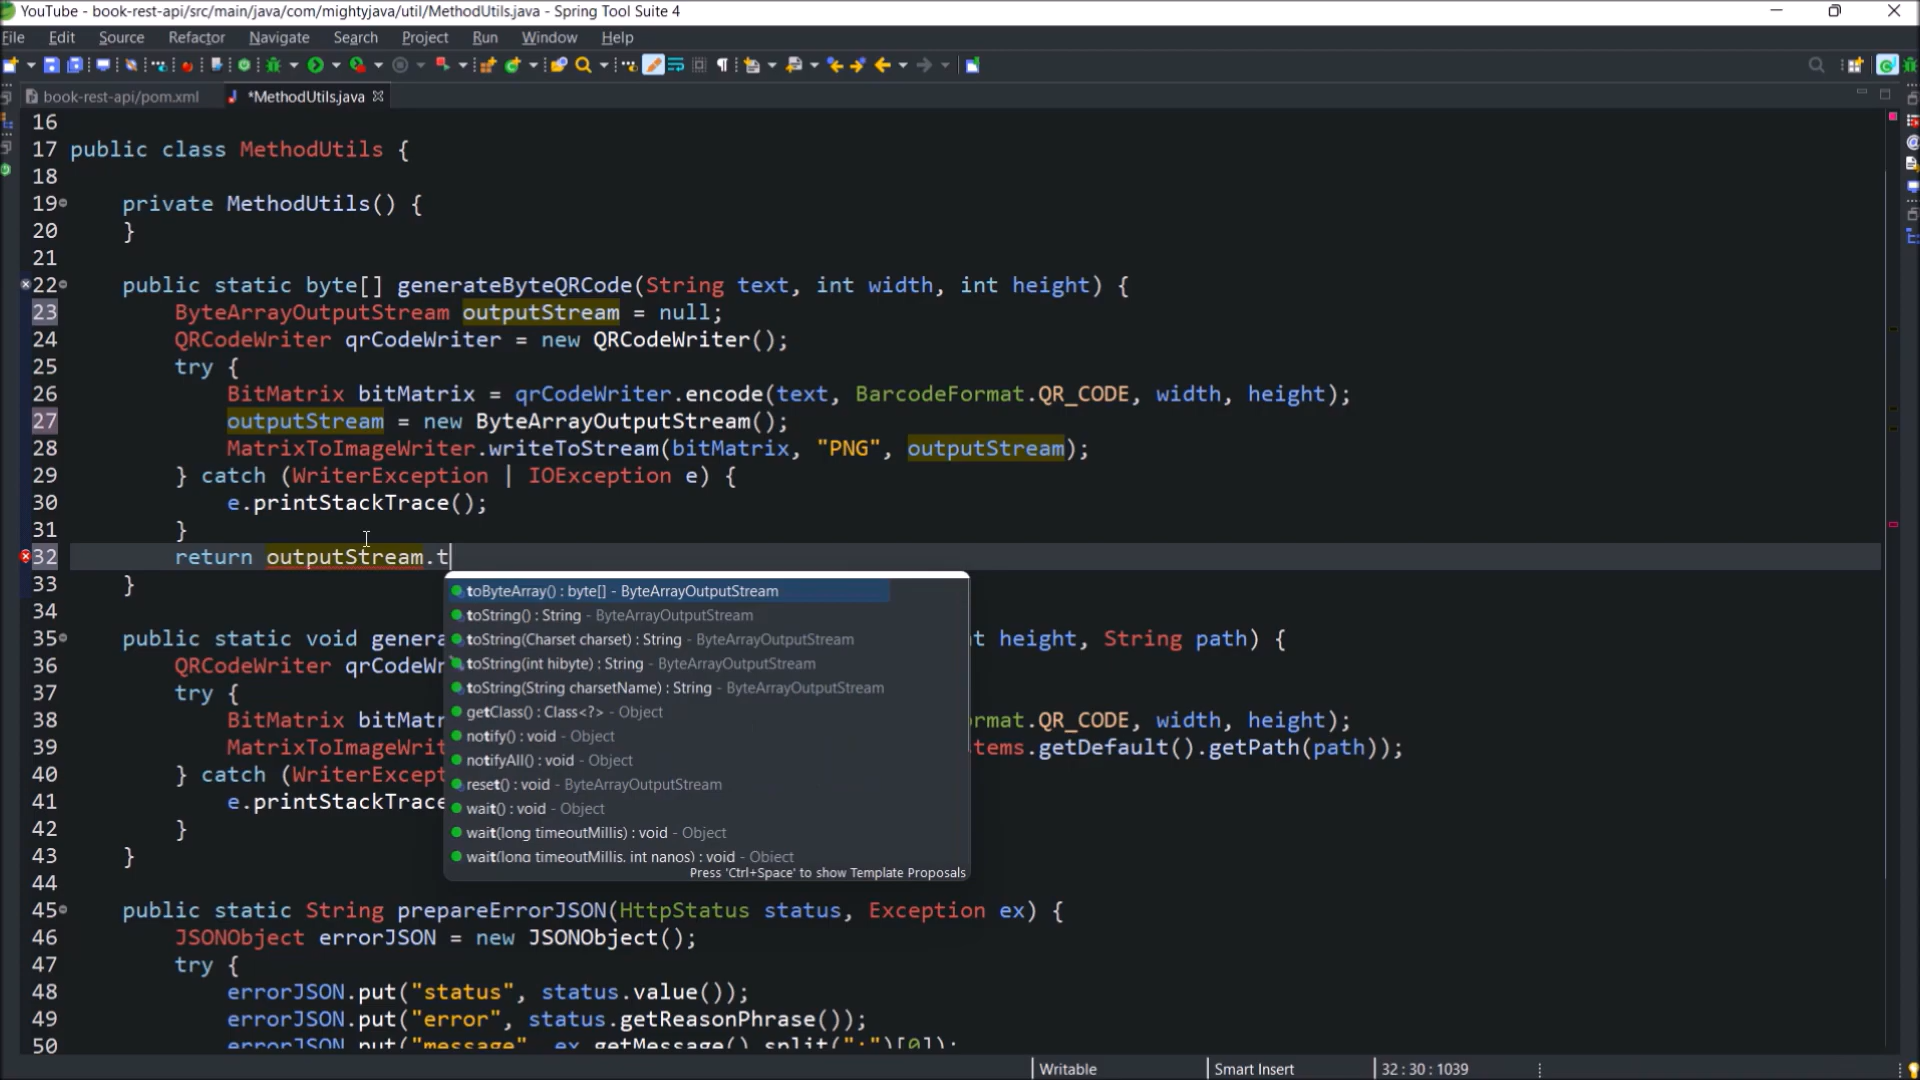 YouTube - book-rest-api/src/main/java/com/mightyjava/util/MethodUtils.java - Spring Tool Suite 4
File Edit Source Refactor Navigate Search Project Run Window Help
book-rest-api/pom.xml *MethodUtils.java
16
17 public class MethodUtils {
18
19 private MethodUtils() {
20 }
21
22 public static byte[] generateByteQRCode(String text, int width, int height) {
23 ByteArrayOutputStream outputStream = null;
24 QRCodeWriter qrCodeWriter = new QRCodeWriter();
25 try {
26 BitMatrix bitMatrix = qrCodeWriter.encode(text, BarcodeFormat.QR_CODE, width, height);
27 outputStream = new ByteArrayOutputStream();
28 MatrixToImageWriter.writeToStream(bitMatrix, "PNG", outputStream);
29 } catch (WriterException | IOException e) {
30 e.printStackTrace();
31 }
32 return outputStream.t
33 }
34
35 public static void genera t height, String path) {
36 QRCodeWriter qrCodeWr
37 try {
38 BitMatrix bitMatr rmat.QR_CODE, width, height);
39 MatrixToImageWrit tems.getDefault().getPath(path));
40 } catch (WriterExcept
41 e.printStackTrace
42 }
43 }
44
45 public static String prepareErrorJSON(HttpStatus status, Exception ex) {
46 JSONObject errorJSON = new JSONObject();
47 try {
48 errorJSON.put("status", status.value());
49 errorJSON.put("error", status.getReasonPhrase());
50 errorJSON.put("message", ex.getMessage().split(":")[0]);
toByteArray() : byte[] - ByteArrayOutputStream
toString() : String - ByteArrayOutputStream
toString(Charset charset) : String - ByteArrayOutputStream
toString(int hibyte) : String - ByteArrayOutputStream
toString(String charsetName) : String - ByteArrayOutputStream
getClass() : Class<?> - Object
notify() : void - Object
notifyAll() : void - Object
reset() : void - ByteArrayOutputStream
wait() : void - Object
wait(long timeoutMillis) : void - Object
wait(long timeoutMillis, int nanos) : void - Object
Press 'Ctrl+Space' to show Template Proposals
Writable Smart Insert 32 : 30 : 1039